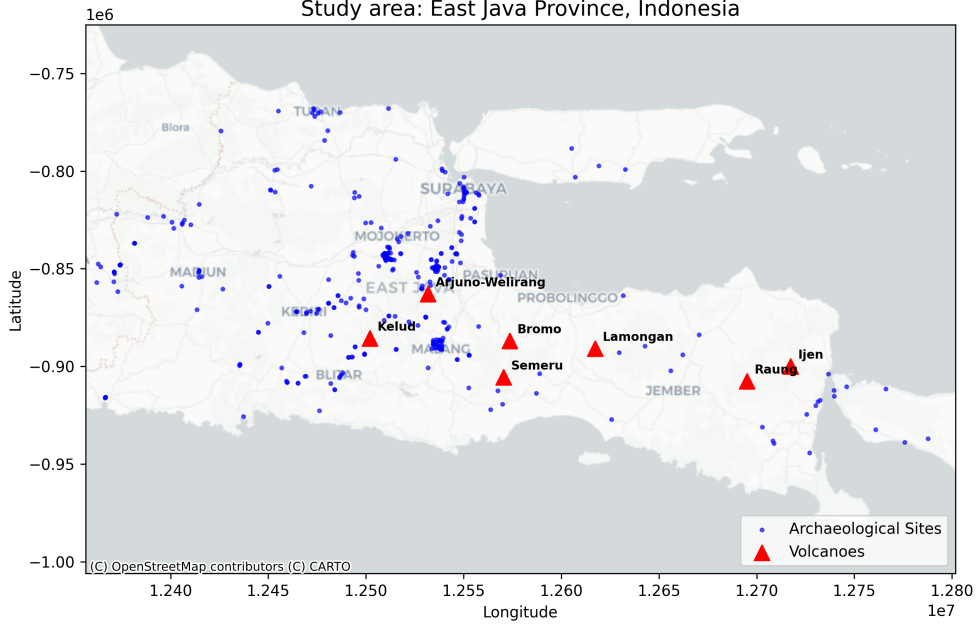 Study area: East Java Province, Indonesia
1e6
−0.75
−0.80
−0.85
−0.90
−0.95
−1.00
Latitude
Blora
TUBAN
SURABAYA
MOJOKERTO
MADIUN
PASURUAN
EAST JAVA
Arjuno-Welirang
PROBOLINGGO
KEDIRI
Kelud
Bromo
Lamongan
MALANG
Ijen
Semeru
Raung
BLITAR
JEMBER
Archaeological Sites
Volcanoes
(C) OpenStreetMap contributors (C) CARTO
1.240
1.250
1.255
1.260
1.265
1.270
1.275
1.280
1e7
Longitude